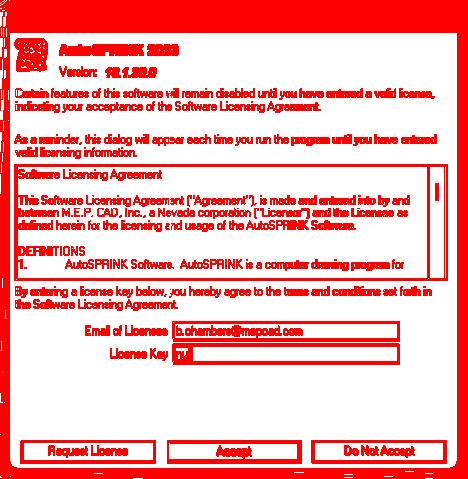 AutoSPRINK 2023
Version:
Certain features of this software will remain disabled until you have entered a valid license,
indicating your acceptance of the Software Licensing Agreement.
As a reminder, this dialog will appear each time you run the program until you have entered
valid licensing information.
Software Licensing Agreement
This Software Licensing Agreement ("Agreement"), is made and entered into by and
between M.E.P. CAD, Inc., a Nevada corporation ("Licensor") and the Licensee as
defined herein for the licensing and usage of the AutoSPRINK Software.
DEFINITIONS
1. AutoSPRINK Software. AutoSPRINK is a computer drawing program for
By entering a license key below, you hereby agree to the terms and conditions set forth in
the Software Licensing Agreement.
Email of Licensee b.chambers@mepcad.com
License Key
Request License Accept Do Not Accept